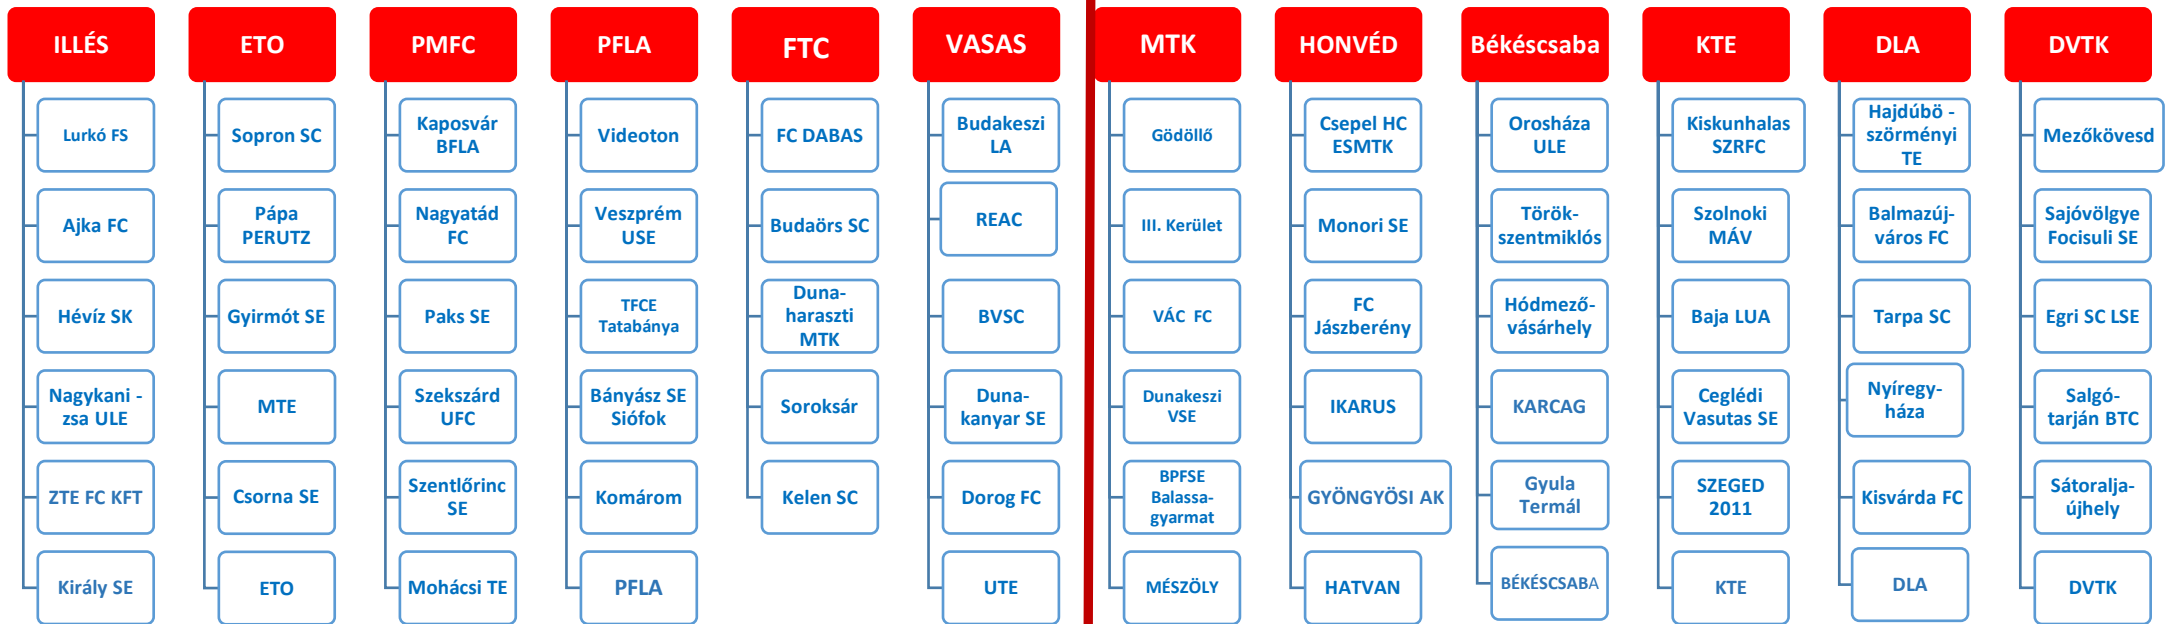 ILLÉS
Lurkó FS
Ajka FC
Hévíz SK
Nagykani -
zsa ULE
ZTE FC KFT
Király SE
ETO
Sopron SC
Pápa
PERUTZ
Gyirmót SE
MTE
Csorna SE
ETO
PMFC
Kaposvár
BFLA
Nagyatád
FC
Paks SE
Szekszárd
UFC
Szentlőrinc
SE
Mohácsi TE
PFLA
Videoton
Veszprém
USE
TFCE
Tatabánya
Bányász SE
Siófok
Komárom
PFLA
FTC
FC DABAS
Budaörs SC
Duna-
haraszti
MTK
Soroksár
Kelen SC
VASAS
Budakeszi
LA
REAC
BVSC
Duna-
kanyar SE
Dorog FC
UTE
MTK
Gödöllő
III. Kerület
VÁC  FC
Dunakeszi
VSE
BPFSE
Balassa-
gyarmat
MÉSZÖLY
HONVÉD
Csepel HC
ESMTK
Monori SE
FC
Jászberény
IKARUS
GYÖNGYÖSI AK
HATVAN
Békéscsaba
Orosháza
ULE
Török-
szentmiklós
Hódmező-
vásárhely
KARCAG
Gyula
Termál
BÉKÉSCSABA
KTE
Kiskunhalas
SZRFC
Szolnoki
MÁV
Baja LUA
Ceglédi
Vasutas SE
SZEGED
2011
KTE
DLA
Hajdúbö -
szörményi
TE
Balmazúj-
város FC
Tarpa SC
Nyíregy-
háza
Kisvárda FC
DLA
DVTK
Mezőkövesd
Sajóvölgye
Focisuli SE
Egri SC LSE
Salgó-
tarján BTC
Sátoralja-
újhely
DVTK